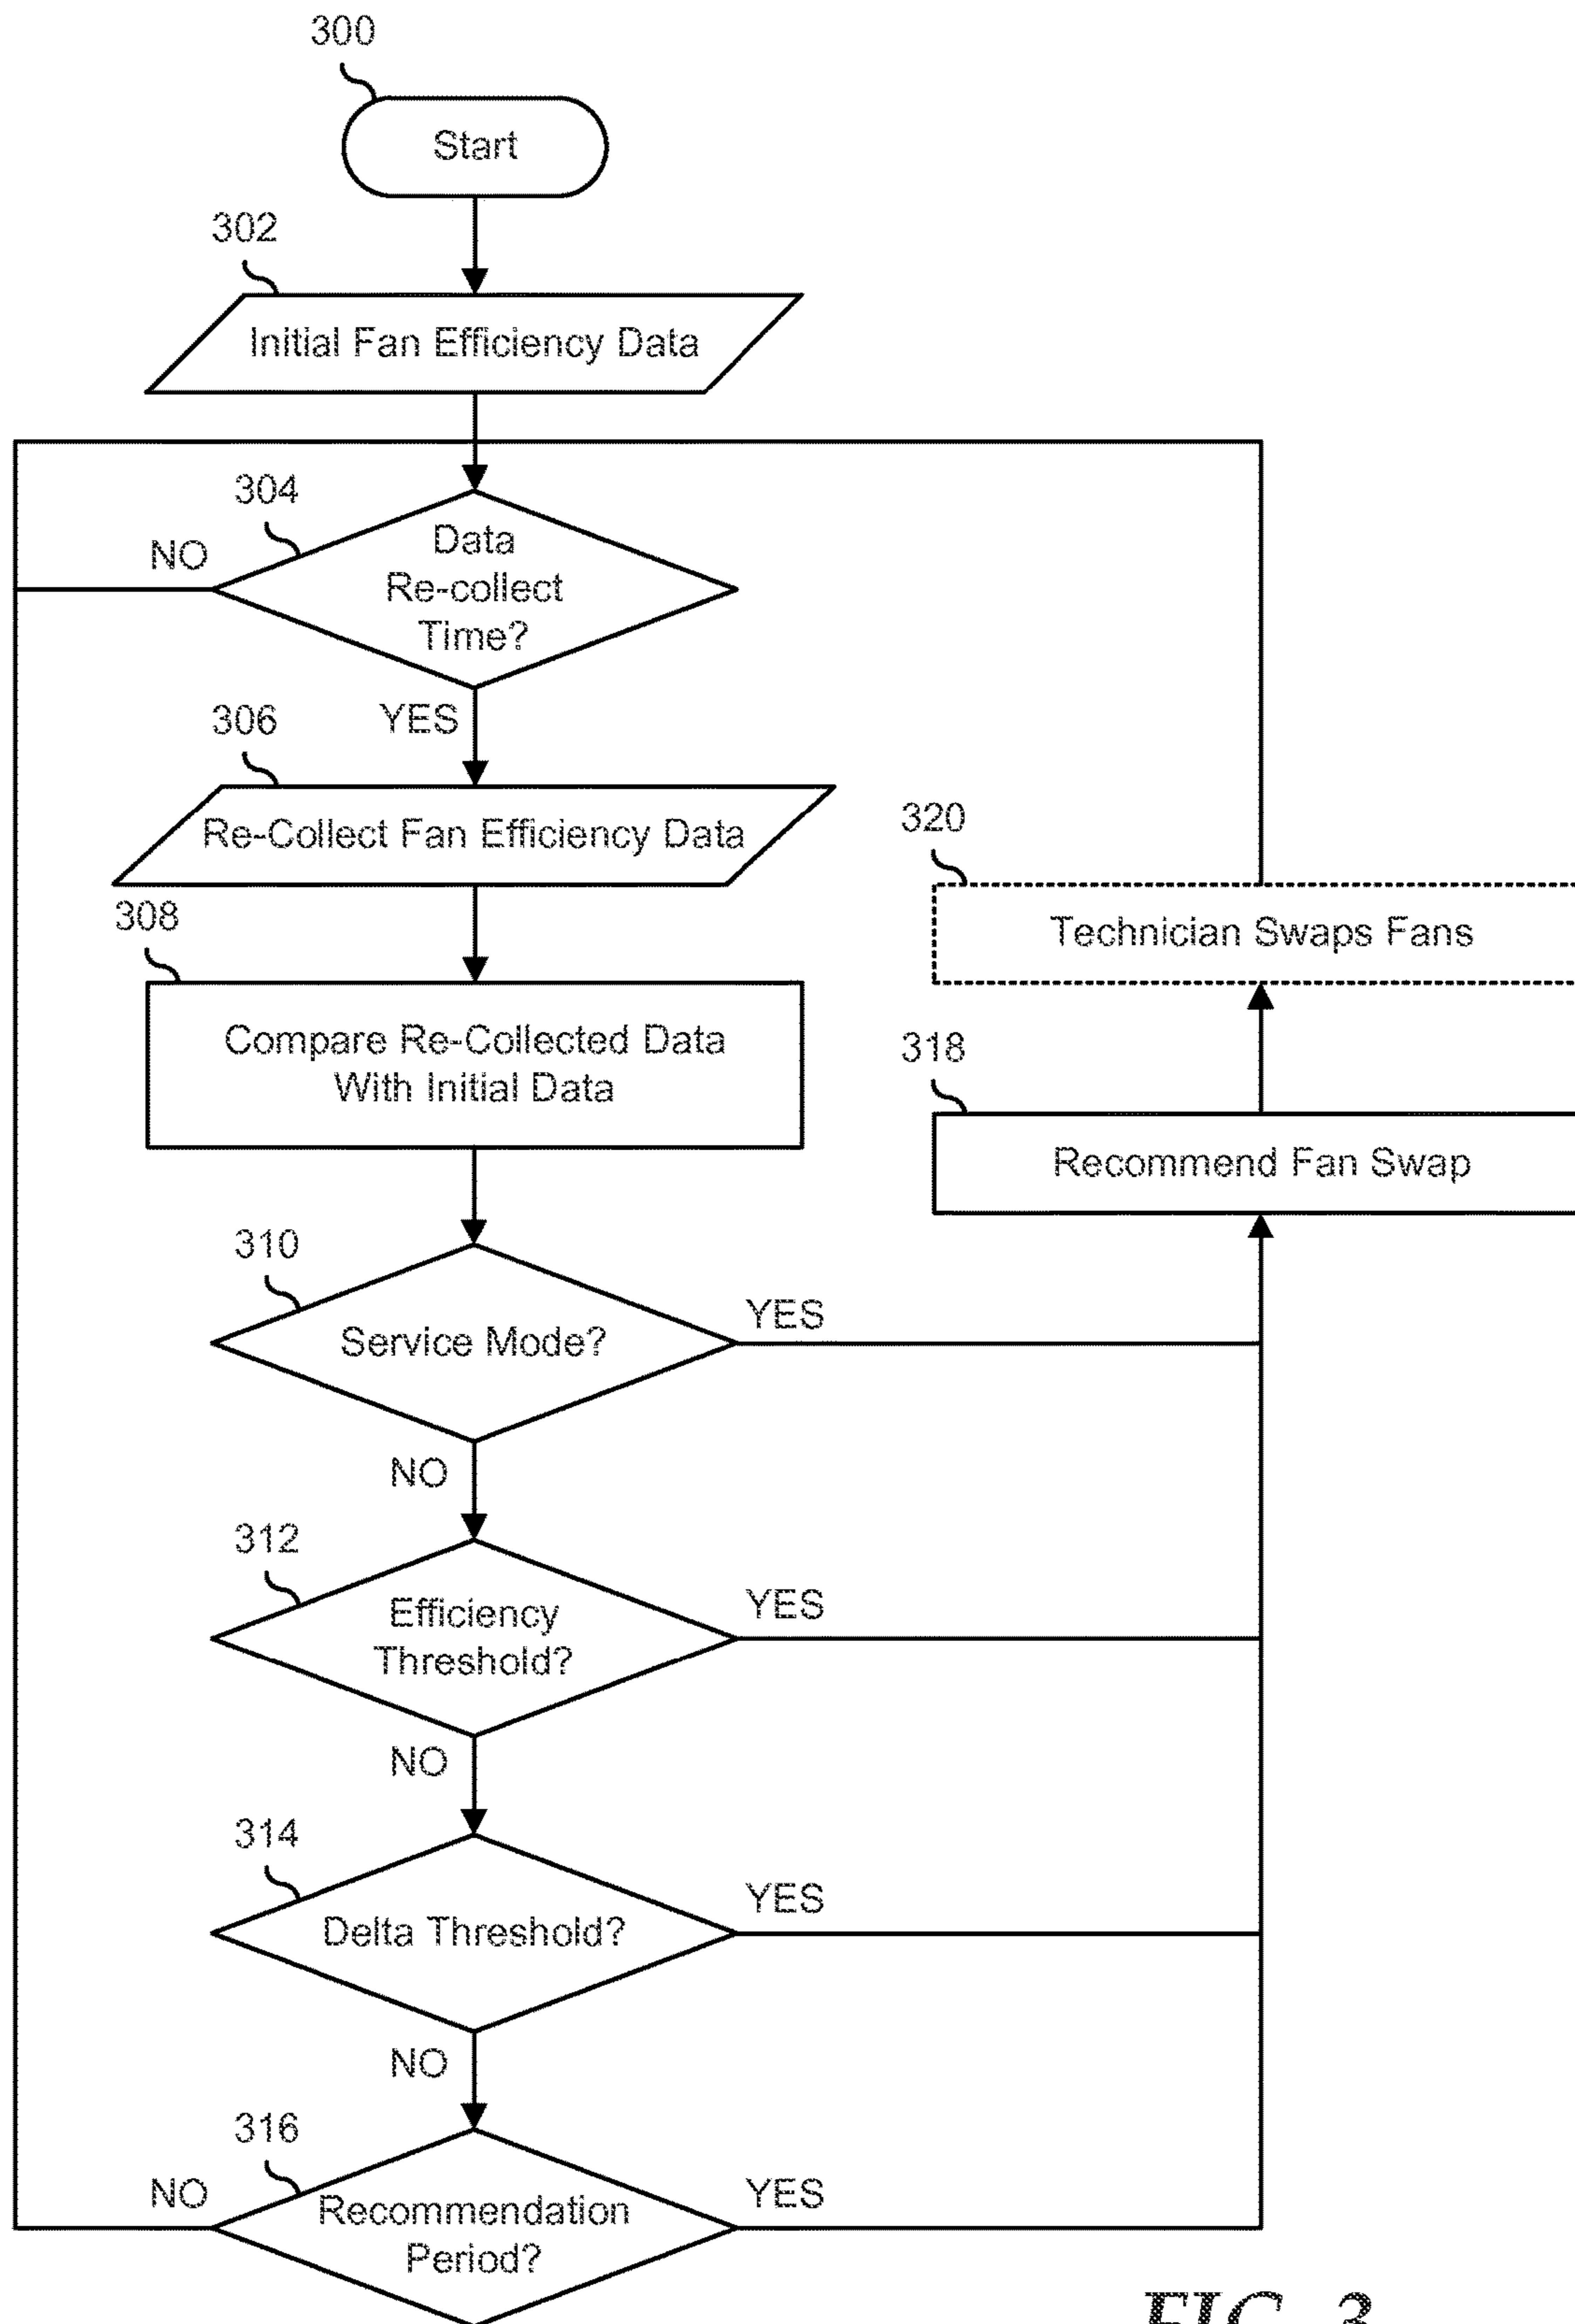 300
Start
302
Initial Fan Efficiency Data
304
NO
Data
Re-collect
Time?
YES
306
Re-Collect Fan Efficiency Data
308
Compare Re-Collected Data
With Initial Data
310
Service Mode?
YES
NO
312
Efficiency
Threshold?
YES
NO
314
Delta Threshold?
YES
NO
316
NO
Recommendation
Period?
YES
320
Technician Swaps Fans
318
Recommend Fan Swap
FIG. 3